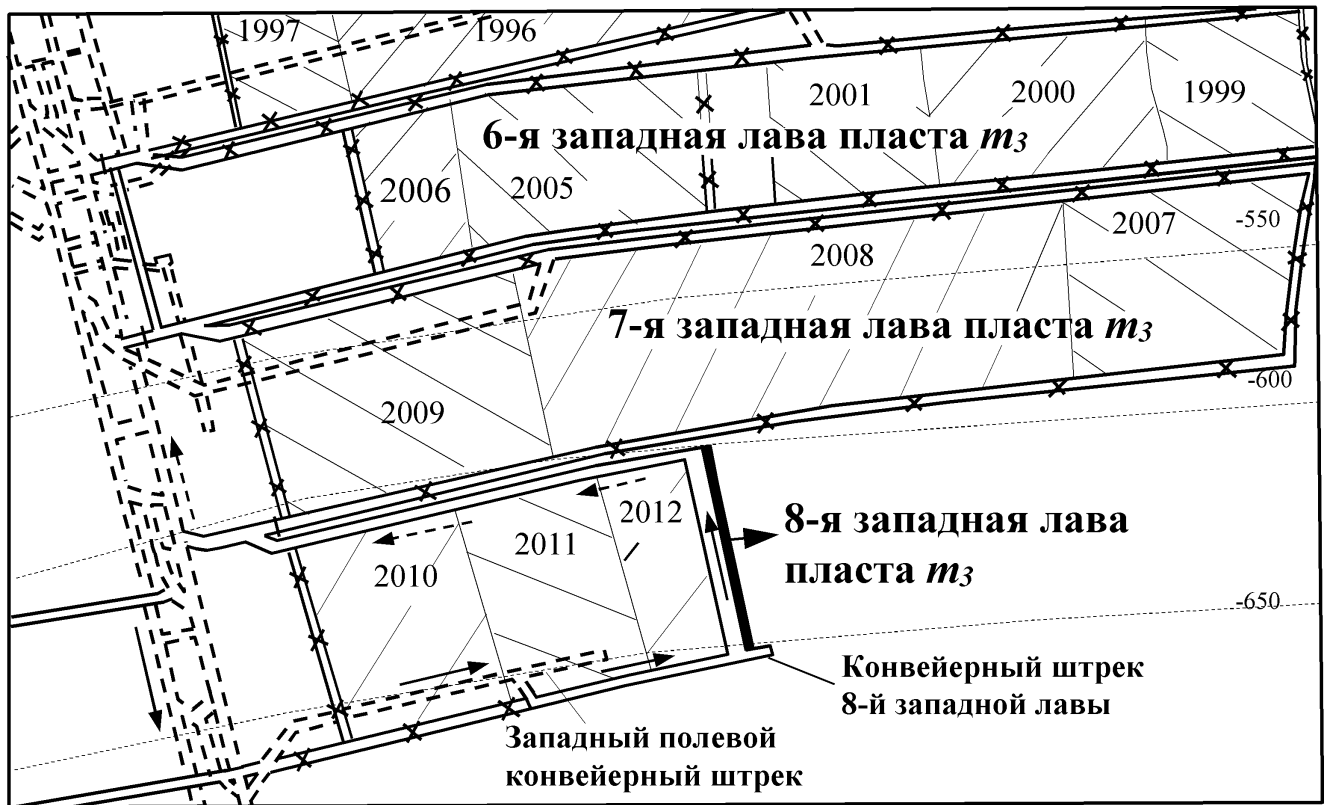 1997
1996
2001
2000
1999
6-я западная лава пласта m₃
2006
2005
2007
-550
2008
7-я западная лава пласта m₃
-600
2009
2012
8-я западная лава
пласта m₃
2011
2010
-650
Конвейерный штрек
8-й западной лавы
Западный полевой
конвейерный штрек